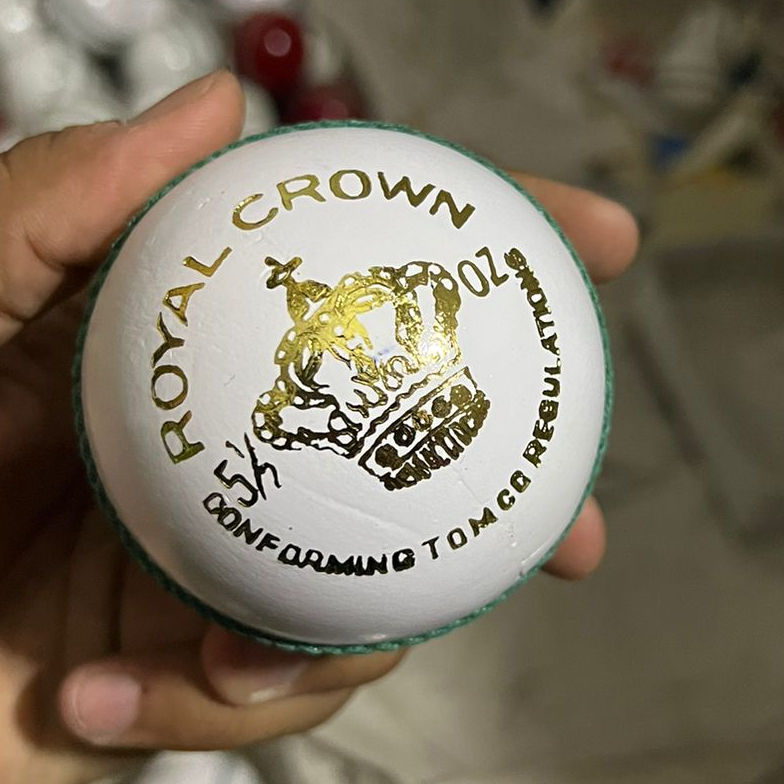 ROYAL CROWN
5½ OZ
CONFORMING TO MCC REGULATIONS